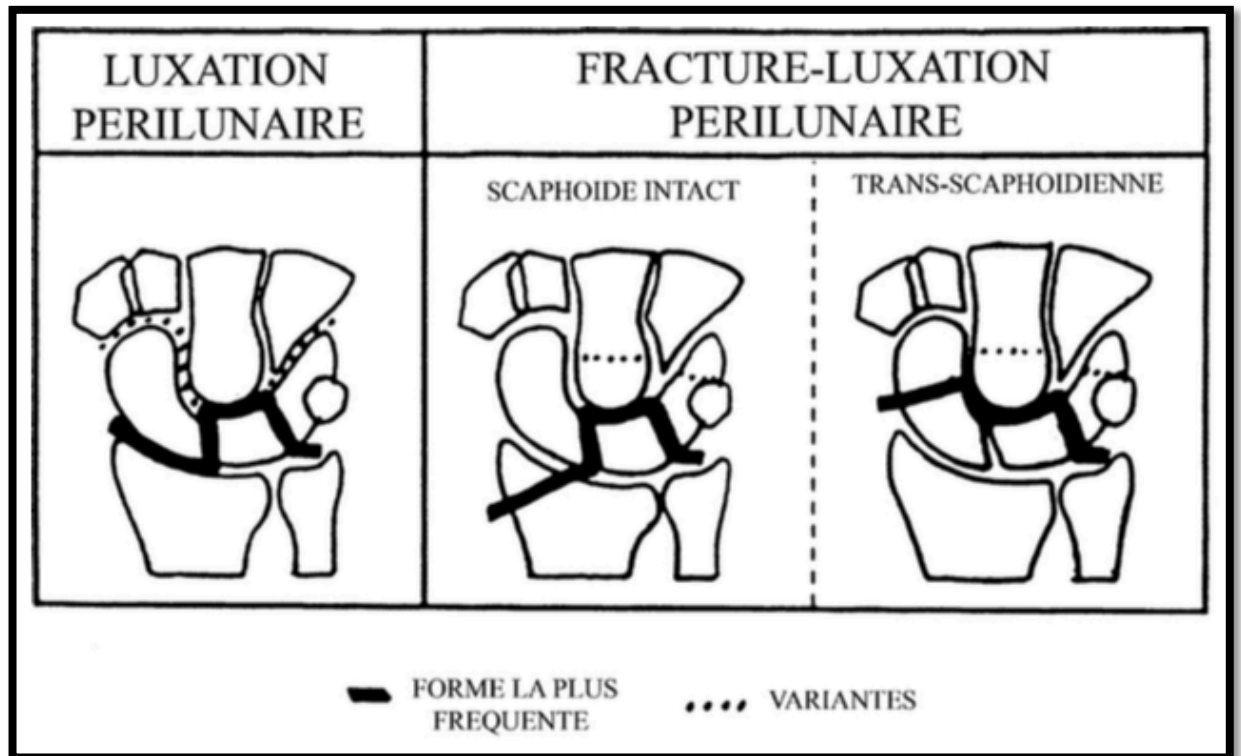 LUXATION
PERILUNAIRE
FRACTURE-LUXATION
PERILUNAIRE
SCAPHOIDE INTACT
TRANS-SCAPHOIDIENNE
FORME LA PLUS
FREQUENTE
VARIANTES